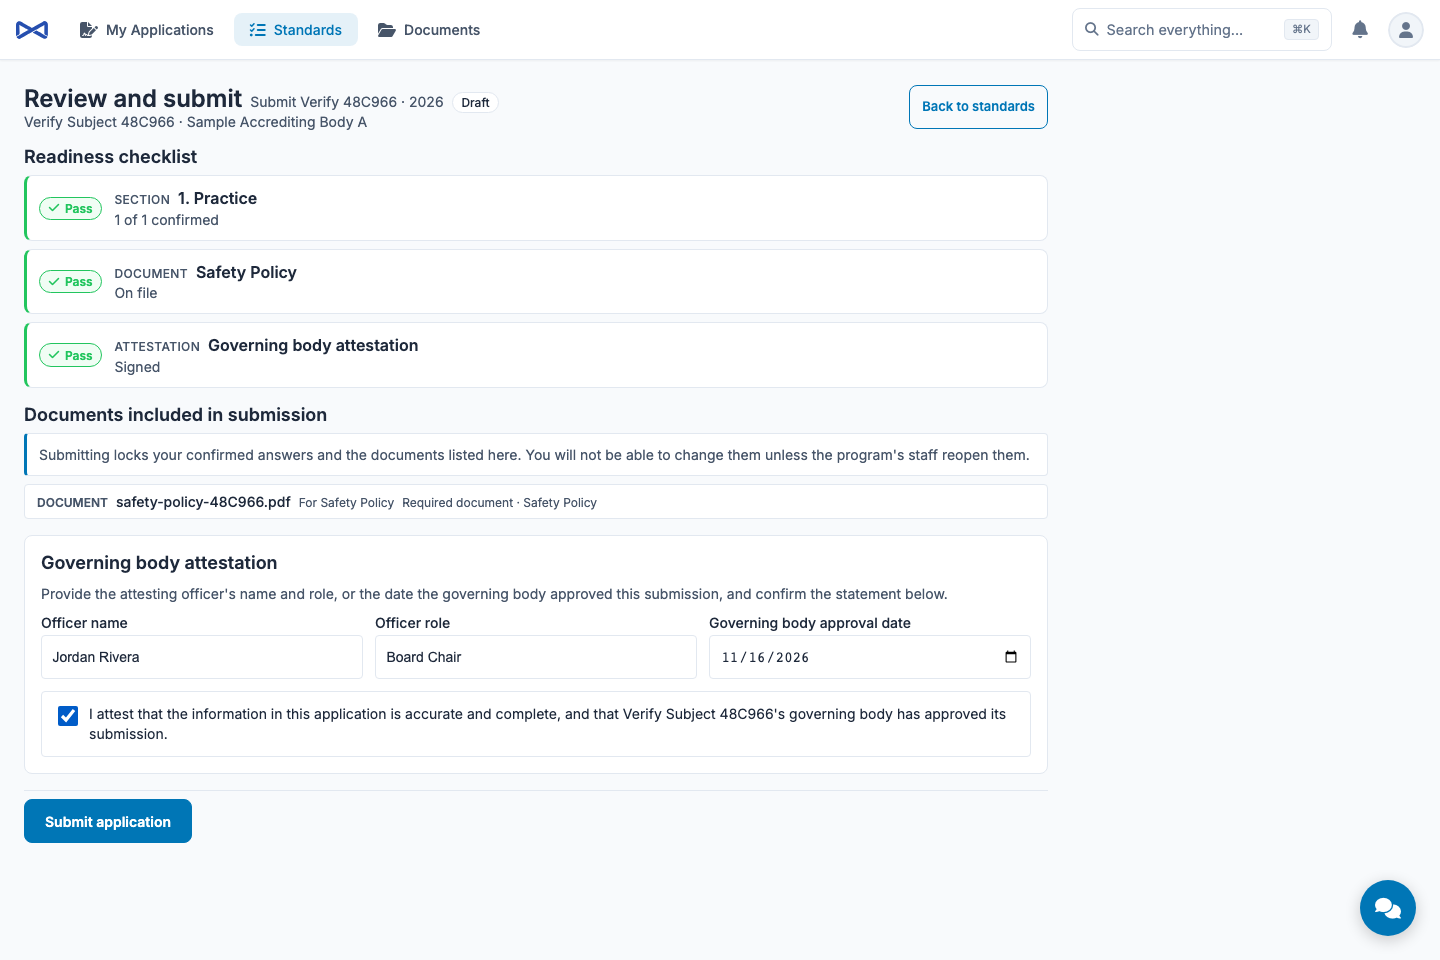 My Applications
Standards
Documents
Search everything...
⌘K
Review and submit Submit Verify 48C966 · 2026 Draft
Verify Subject 48C966 · Sample Accrediting Body A
Back to standards
Readiness checklist
Pass SECTION 1. Practice
1 of 1 confirmed
Pass DOCUMENT Safety Policy
On file
Pass ATTESTATION Governing body attestation
Signed
Documents included in submission
Submitting locks your confirmed answers and the documents listed here. You will not be able to change them unless the program's staff reopen them.
DOCUMENT safety-policy-48C966.pdf For Safety Policy Required document · Safety Policy
Governing body attestation
Provide the attesting officer's name and role, or the date the governing body approved this submission, and confirm the statement below.
Officer name
Jordan Rivera
Officer role
Board Chair
Governing body approval date
11/16/2026
I attest that the information in this application is accurate and complete, and that Verify Subject 48C966's governing body has approved its
submission.
Submit application